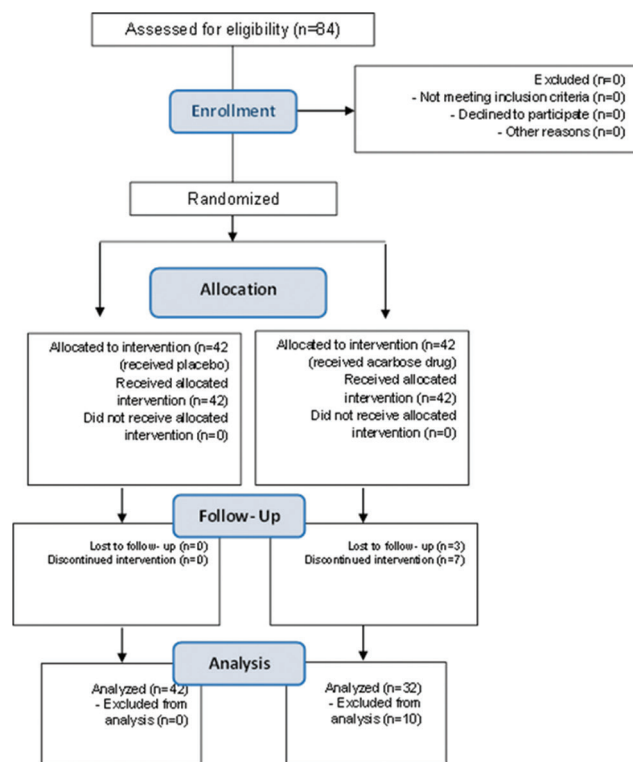 Assessed for eligibility (n=84)
Enrollment
Excluded (n=0)
- Not meeting inclusion criteria (n=0)
- Declined to participate (n=0)
- Other reasons (n=0)
Randomized
Allocation
Allocated to intervention (n=42
(received placebo)
Received allocated
intervention (n=42)
Did not receive allocated
intervention (n=0)
Allocated to intervention (n=42
(received acarbose drug)
Received allocated
intervention (n=42)
Did not receive allocated
intervention (n=0)
Follow-Up
Lost to follow-up (n=0)
Discontinued intervention (n=0)
Lost to follow-up (n=3)
Discontinued intervention (n=7)
Analysis
Analyzed (n=42)
- Excluded from
analysis (n=0)
Analyzed (n=32)
- Excluded from
analysis (n=10)